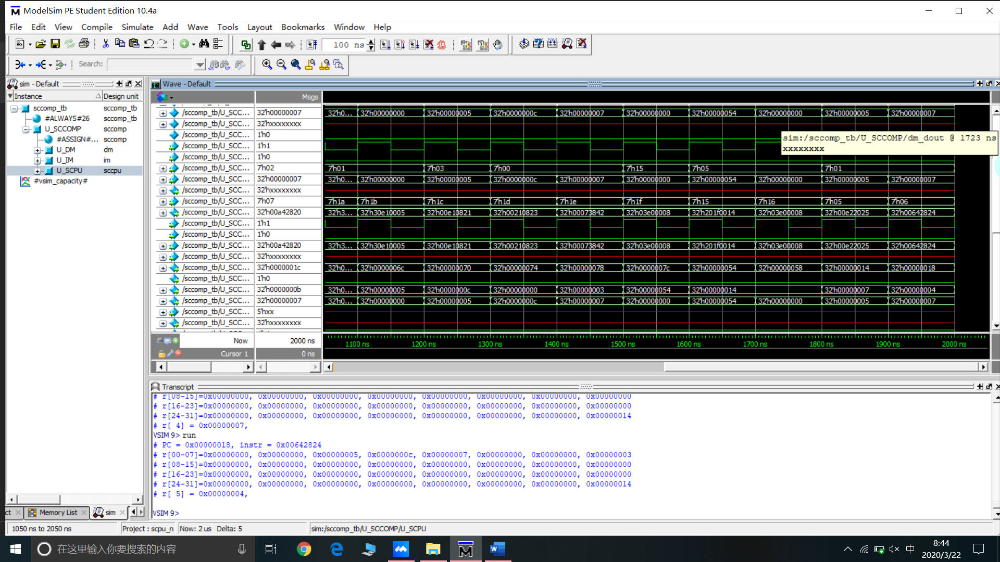 ModelSim PE Student Edition 10.4a
File Edit View Compile Simulate Add Wave Tools Layout Bookmarks Window Help
100 ns
Search:
sim - Default
Instance Design unit
sccomp_tb sccomp_tb
#ALWAYS#26 sccomp_tb
U_SCCOMP sccomp
#ASSIGN#... sccomp
U_DM dm
U_IM im
U_SCPU sccpu
#vsim_capacity#
Wave - Default
Msgs
/sccomp_tb/U_SCC... 32'h00000007 32'h0... 32'h00000000 32'h00000005 32'h0000000c 32'h00000007 32'h00000000 32'h00000054 32'h00000000 32'h00000005 32'h00000007
/sccomp_tb/U_SCC... 32'hxxxxxxxx
/sccomp_tb/U_SCC... 1'h0
/sccomp_tb/U_SCC... 1'h1
/sccomp_tb/U_SCC... 1'h0
sim:/sccomp_tb/U_SCCOMP/dm_dout @ 1723 ns
xxxxxxxx
/sccomp_tb/U_SCC... 7'h02 7'h01 7'h03 7'h00 7'h15 7'h05 7'h01
/sccomp_tb/U_SCC... 32'h00000007 32'h0... 32'h00000000 32'h00000005 32'h0000000c 32'h00000007 32'h00000000 32'h00000054 32'h00000000 32'h00000005 32'h00000007
/sccomp_tb/U_SCC... 32'hxxxxxxxx
/sccomp_tb/U_SCC... 7'h07 7'h1a 7'h1b 7'h1c 7'h1d 7'h1e 7'h1f 7'h15 7'h16 7'h05 7'h06
/sccomp_tb/U_SCC... 32'h00a42820 32'h3... 32'h30e10005 32'h00e10821 32'h00210823 32'h00073842 32'h03e00008 32'h201f0014 32'h03e00008 32'h00e22025 32'h00642824
/sccomp_tb/U_SCC... 1'h1
/sccomp_tb/U_SCC... 1'h0
/sccomp_tb/U_SCC... 32'h00a42820 32'h3... 32'h30e10005 32'h00e10821 32'h00210823 32'h00073842 32'h03e00008 32'h201f0014 32'h03e00008 32'h00e22025 32'h00642824
/sccomp_tb/U_SCC... 32'hxxxxxxxx
/sccomp_tb/U_SCC... 32'h0000001c 32'h0... 32'h0000006c 32'h00000070 32'h00000074 32'h00000078 32'h0000007c 32'h00000054 32'h00000058 32'h00000014 32'h00000018
/sccomp_tb/U_SCC... 1'h0
/sccomp_tb/U_SCC... 32'h0000000b 32'h0... 32'h00000005 32'h0000000c 32'h00000000 32'h00000003 32'h00000054 32'h00000014 32'h00000007 32'h00000004
/sccomp_tb/U_SCC... 32'h00000007 32'h0... 32'h00000000 32'h00000005 32'h0000000c 32'h00000007 32'h00000000 32'h00000054 32'h00000000 32'h00000005 32'h00000007
/sccomp_tb/U_SCC... 5'hxx
/sccomp_tb/U_SCC... 32'hxxxxxxxx
Now 2000 ns 1100 ns 1200 ns 1300 ns 1400 ns 1500 ns 1600 ns 1700 ns 1800 ns 1900 ns 2000 ns
Cursor 1 0 ns
Transcript
# r[08-15]=0x00000000, 0x00000000, 0x00000000, 0x00000000, 0x00000000, 0x00000000, 0x00000000, 0x00000000
# r[16-23]=0x00000000, 0x00000000, 0x00000000, 0x00000000, 0x00000000, 0x00000000, 0x00000000, 0x00000000
# r[24-31]=0x00000000, 0x00000000, 0x00000000, 0x00000000, 0x00000000, 0x00000000, 0x00000000, 0x00000014
# r[ 4] = 0x00000007,
VSIM 9> run
# PC = 0x00000018, instr = 0x00642824
# r[00-07]=0x00000000, 0x00000000, 0x00000005, 0x0000000c, 0x00000007, 0x00000000, 0x00000000, 0x00000003
# r[08-15]=0x00000000, 0x00000000, 0x00000000, 0x00000000, 0x00000000, 0x00000000, 0x00000000, 0x00000000
# r[16-23]=0x00000000, 0x00000000, 0x00000000, 0x00000000, 0x00000000, 0x00000000, 0x00000000, 0x00000000
# r[24-31]=0x00000000, 0x00000000, 0x00000000, 0x00000000, 0x00000000, 0x00000000, 0x00000000, 0x00000014
# r[ 5] = 0x00000004,
VSIM 9>
ct Memory List sim
1050 ns to 2050 ns Project : scpu_n Now: 2 us Delta: 5 sim:/sccomp_tb/U_SCCOMP/U_SCPU
在这里输入你要搜索的内容
中
8:44
2020/3/22